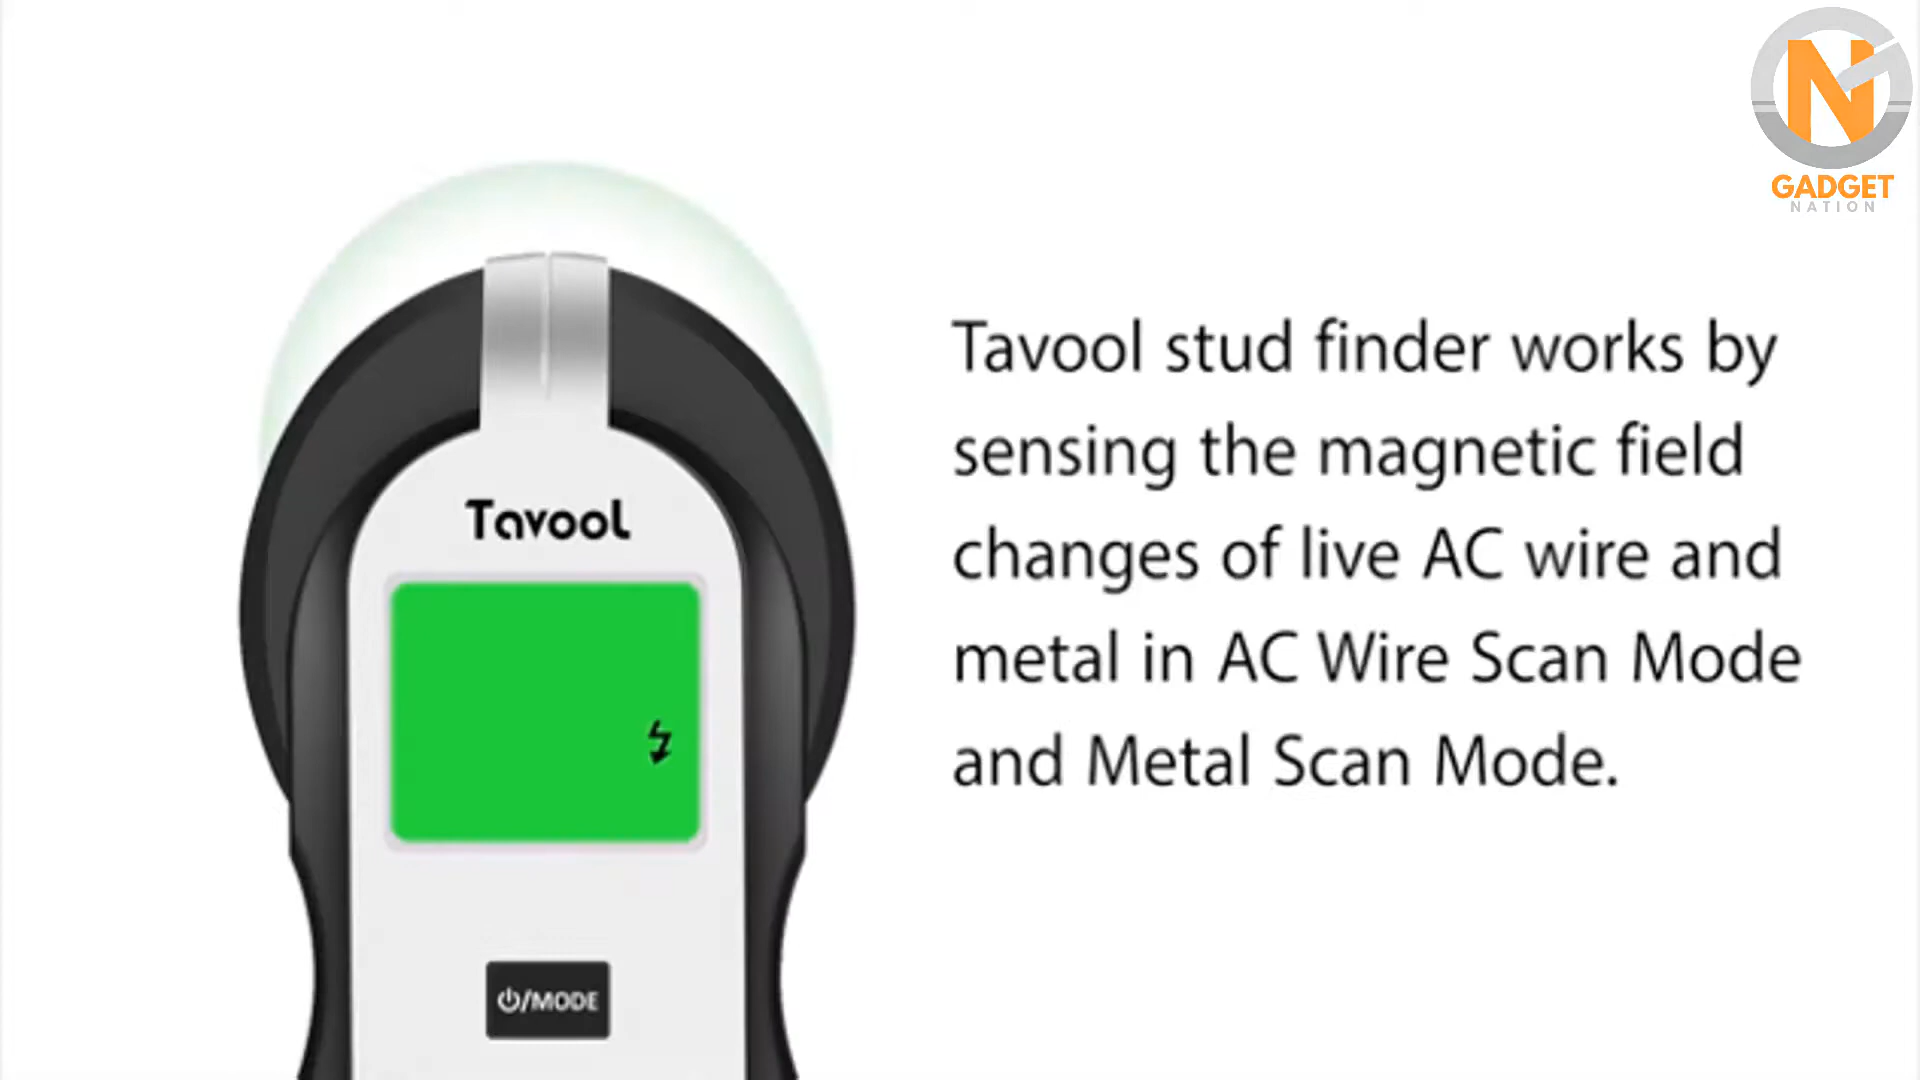 N
GADGET
NATION
Tavool stud finder works by
sensing the magnetic field
changes of live AC wire and
metal in AC Wire Scan Mode
and Metal Scan Mode.
Tavool
/MODE